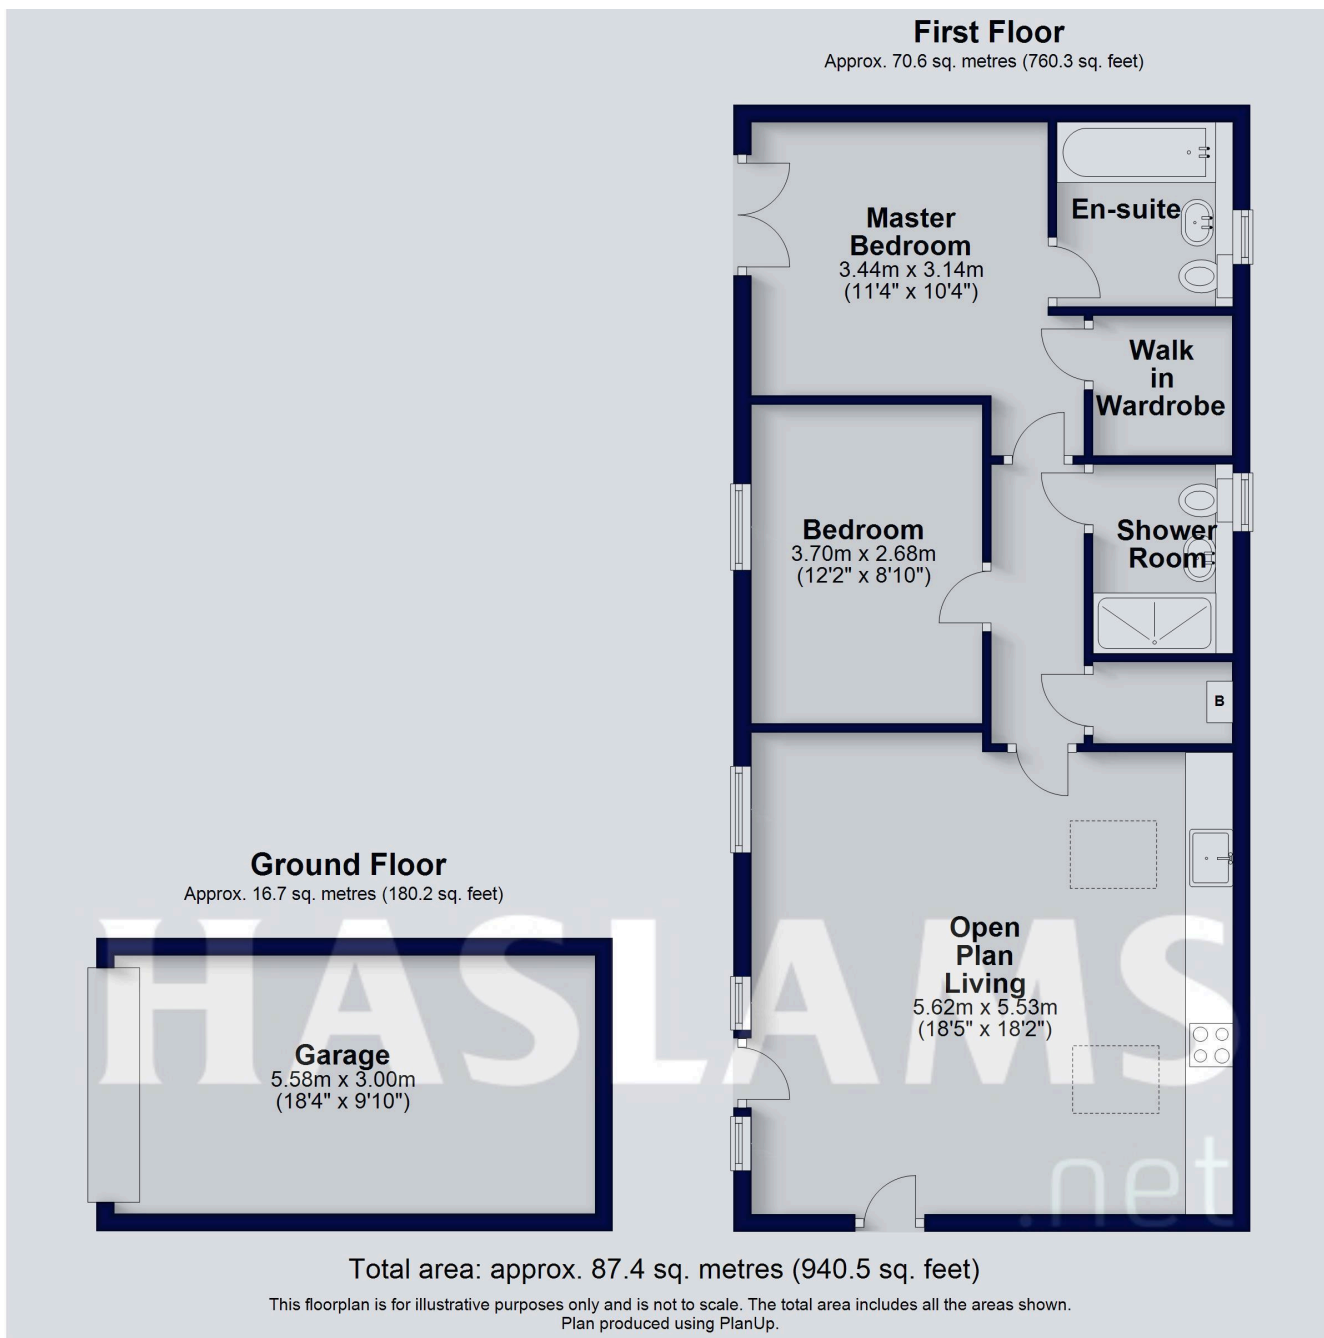 First Floor
Approx. 70.6 sq. metres (760.3 sq. feet)
Master
Bedroom
3.44m x 3.14m
(11'4" x 10'4")
En-suite
Walk
in
Wardrobe
Bedroom
3.70m x 2.68m
(12'2" x 8'10")
Shower
Room
B
Ground Floor
Approx. 16.7 sq. metres (180.2 sq. feet)
HASLAMS
.net
Garage
5.58m x 3.00m
(18'4" x 9'10")
Open
Plan
Living
5.62m x 5.53m
(18'5" x 18'2")
Total area: approx. 87.4 sq. metres (940.5 sq. feet)
This floorplan is for illustrative purposes only and is not to scale. The total area includes all the areas shown.
Plan produced using PlanUp.